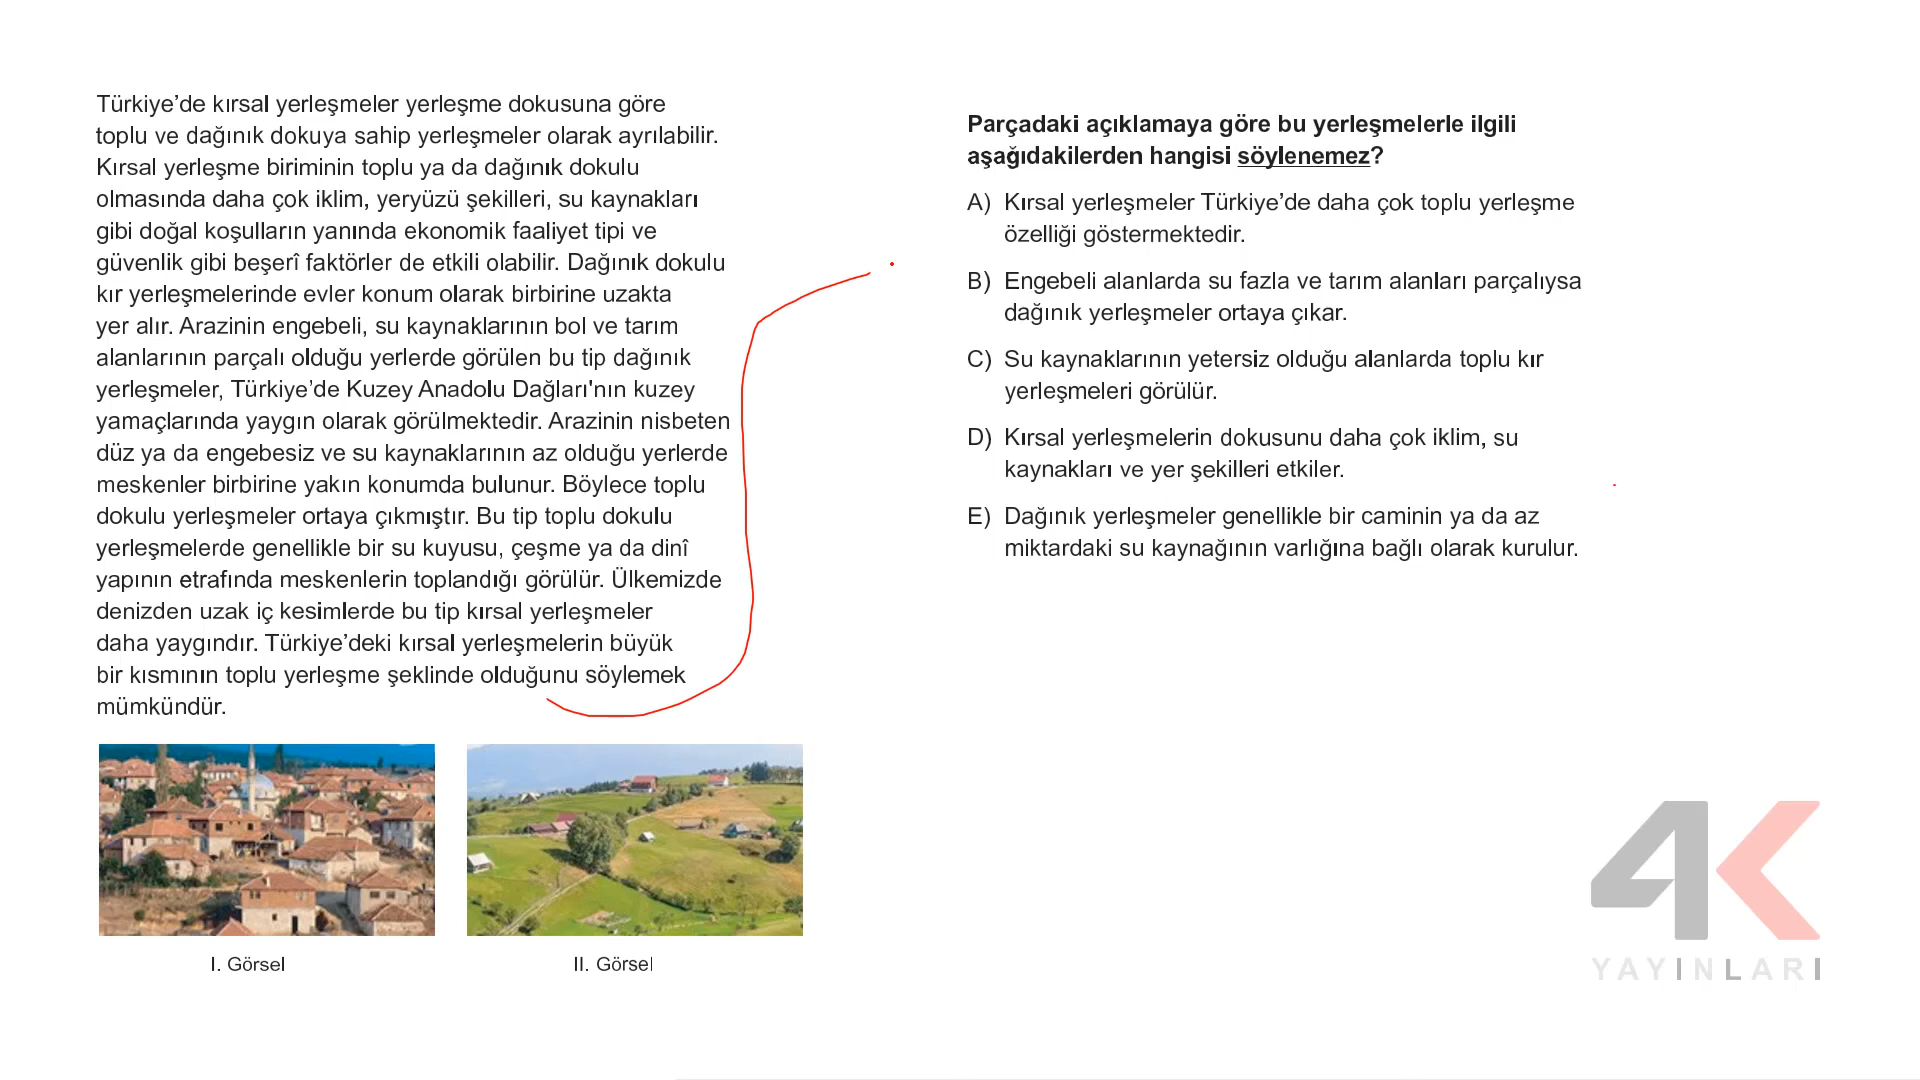 Türkiye’de kırsal yerleşmeler yerleşme dokusuna göre
toplu ve dağınık dokuya sahip yerleşmeler olarak ayrılabilir.
Kırsal yerleşme biriminin toplu ya da dağınık dokulu
olmasında daha çok iklim, yeryüzü şekilleri, su kaynakları
gibi doğal koşulların yanında ekonomik faaliyet tipi ve
güvenlik gibi beşerî faktörler de etkili olabilir. Dağınık dokulu
kır yerleşmelerinde evler konum olarak birbirine uzakta
yer alır. Arazinin engebeli, su kaynaklarının bol ve tarım
alanlarının parçalı olduğu yerlerde görülen bu tip dağınık
yerleşmeler, Türkiye’de Kuzey Anadolu Dağları'nın kuzey
yamaçlarında yaygın olarak görülmektedir. Arazinin nisbeten
düz ya da engebesiz ve su kaynaklarının az olduğu yerlerde
meskenler birbirine yakın konumda bulunur. Böylece toplu
dokulu yerleşmeler ortaya çıkmıştır. Bu tip toplu dokulu
yerleşmelerde genellikle bir su kuyusu, çeşme ya da dinî
yapının etrafında meskenlerin toplandığı görülür. Ülkemizde
denizden uzak iç kesimlerde bu tip kırsal yerleşmeler
daha yaygındır. Türkiye’deki kırsal yerleşmelerin büyük
bir kısmının toplu yerleşme şeklinde olduğunu söylemek
mümkündür.
I. Görsel
II. Görsel
Parçadaki açıklamaya göre bu yerleşmelerle ilgili
aşağıdakilerden hangisi söylenemez?
A) Kırsal yerleşmeler Türkiye’de daha çok toplu yerleşme
özelliği göstermektedir.
B) Engebeli alanlarda su fazla ve tarım alanları parçalıysa
dağınık yerleşmeler ortaya çıkar.
C) Su kaynaklarının yetersiz olduğu alanlarda toplu kır
yerleşmeleri görülür.
D) Kırsal yerleşmelerin dokusunu daha çok iklim, su
kaynakları ve yer şekilleri etkiler.
E) Dağınık yerleşmeler genellikle bir caminin ya da az
miktardaki su kaynağının varlığına bağlı olarak kurulur.
4K
YAYINLARI